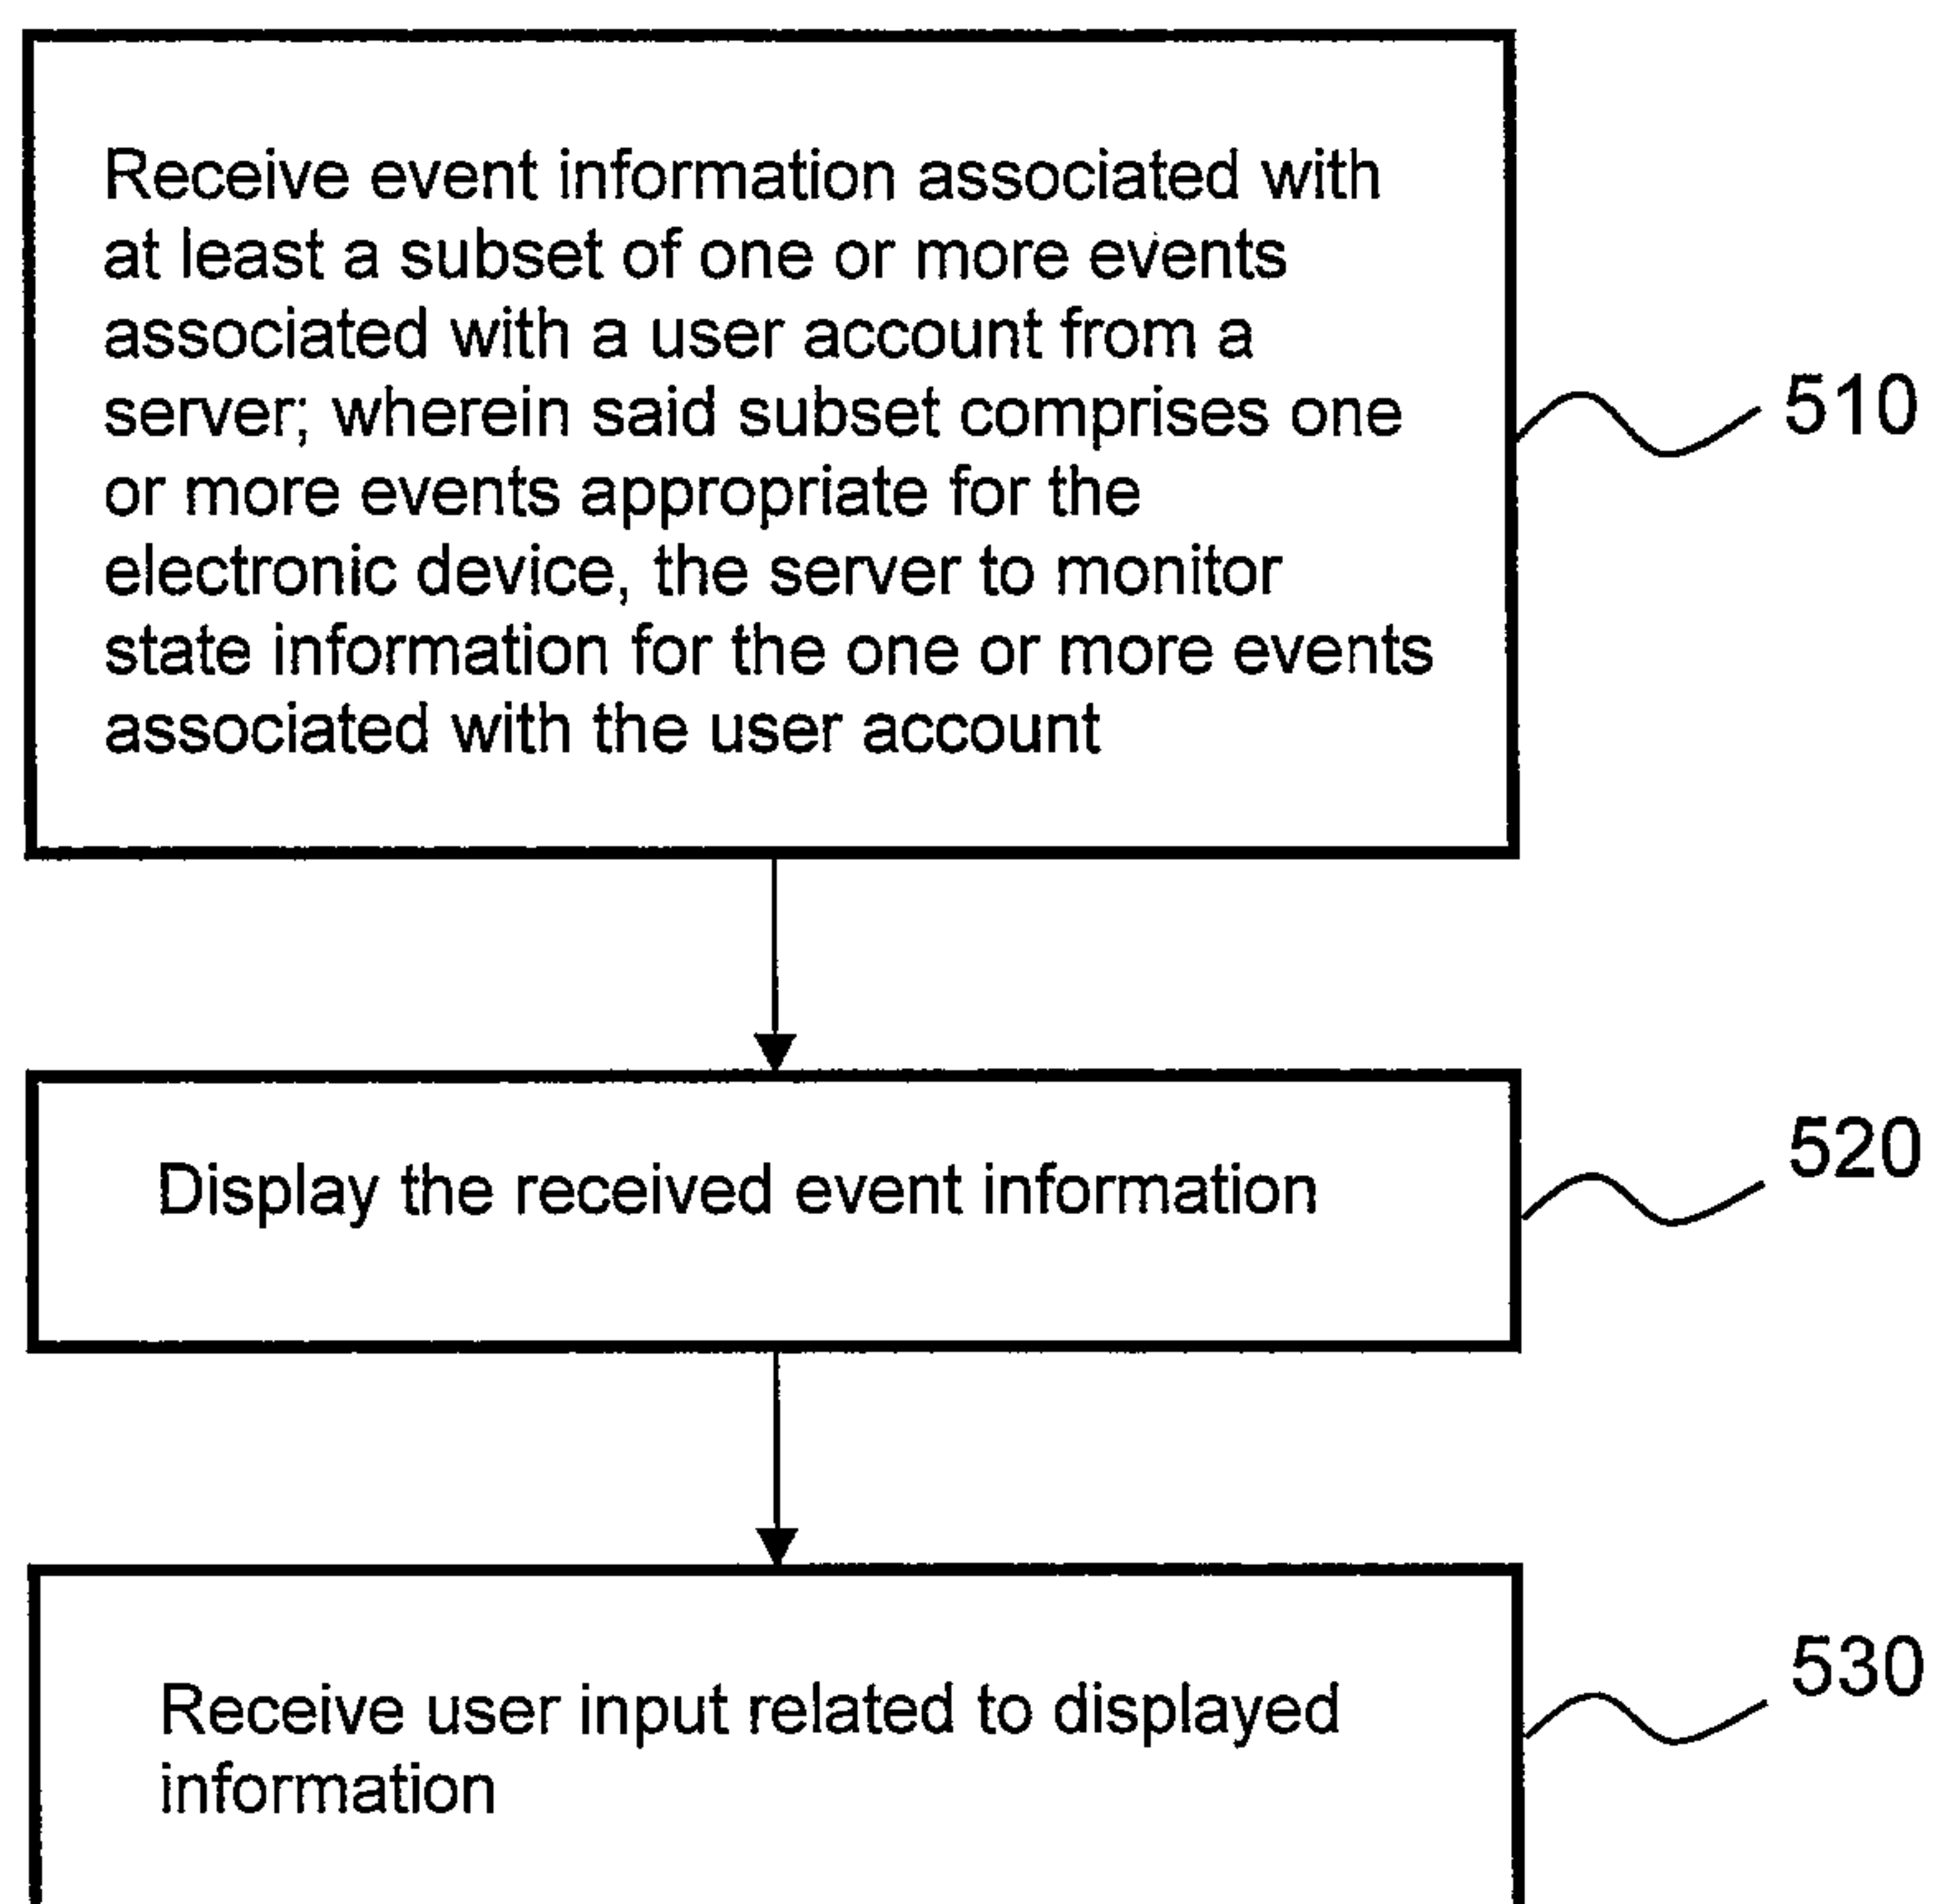 Receive event information associated with
at least a subset of one or more events
associated with a user account from a
server; wherein said subset comprises one
or more events appropriate for the
electronic device, the server to monitor
state information for the one or more events
associated with the user account
510
Display the received event information
520
Receive user input related to displayed
information
530